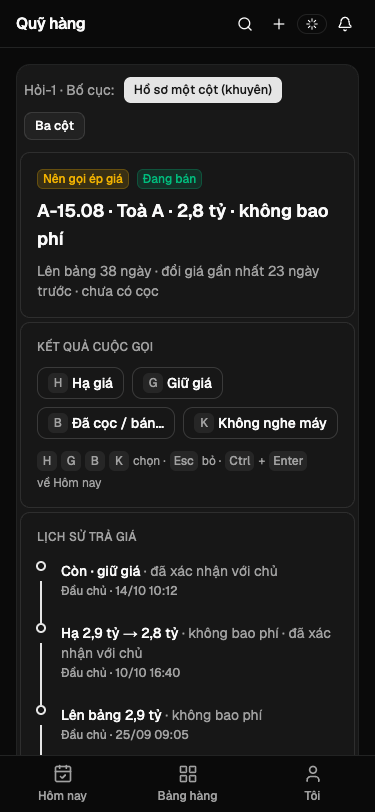 Quỹ hàng
Hỏi-1 · Bố cục: Hồ sơ một cột (khuyên)
Ba cột
Nên gọi ép giá Đang bán
A-15.08 · Toà A · 2,8 tỷ · không bao
phí
Lên bảng 38 ngày · đổi giá gần nhất 23 ngày
trước · chưa có cọc
KẾT QUẢ CUỘC GỌI
H Hạ giá G Giữ giá
B Đã cọc / bán... K Không nghe máy
H G B K chọn · Esc bỏ · Ctrl + Enter
về Hôm nay
LỊCH SỬ TRẢ GIÁ
Còn · giữ giá · đã xác nhận với chủ
Đầu chủ · 14/10 10:12
Hạ 2,9 tỷ → 2,8 tỷ · không bao phí · đã xác
nhận với chủ
Đầu chủ · 10/10 16:40
Lên bảng 2,9 tỷ · không bao phí
Đầu chủ · 25/09 09:05
Hôm nay Bảng hàng Tôi